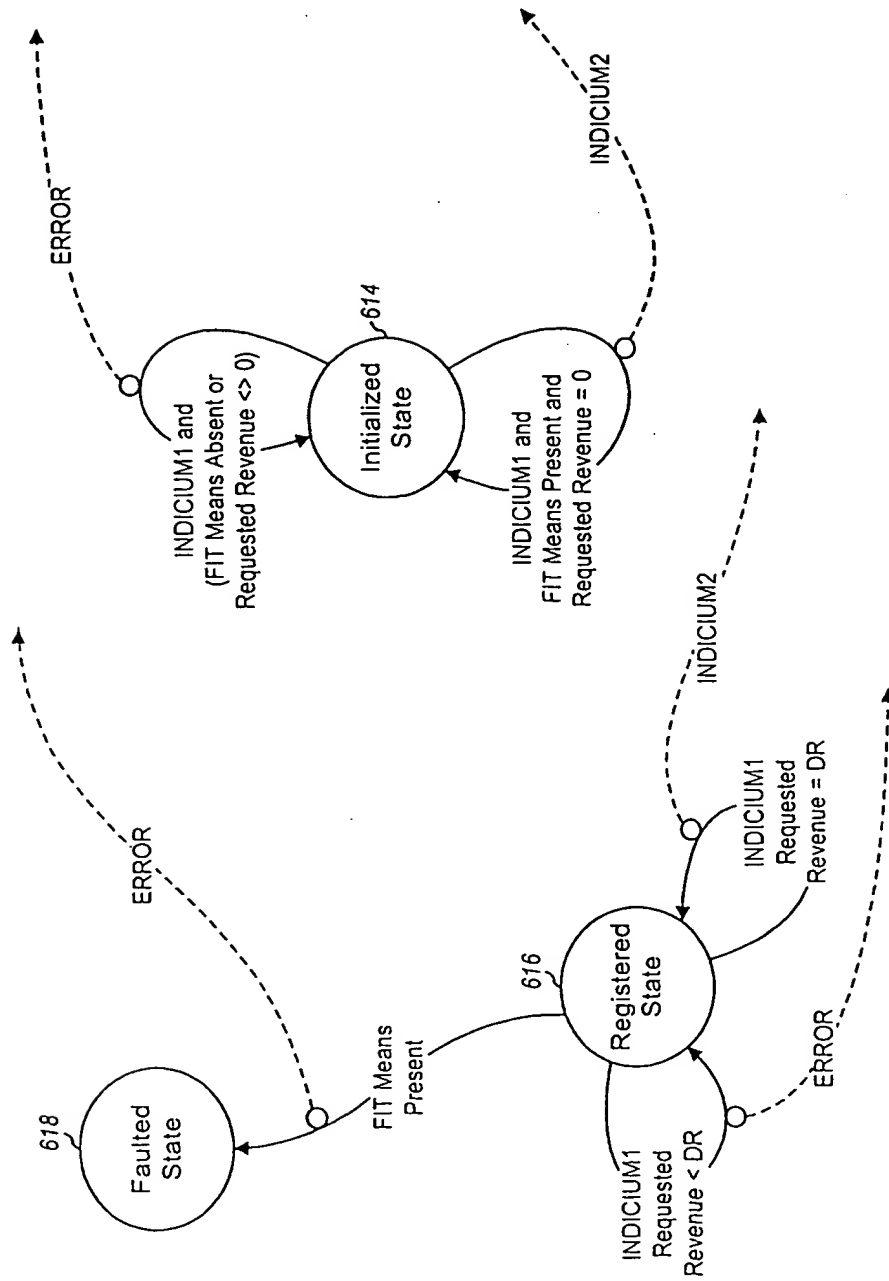 618
Faulted
State
ERROR
FIT Means
Present
616
Registered
State
INDICIUM1
Requested
Revenue < DR
ERROR
INDICIUM1
Requested
Revenue = DR
INDICIUM2
ERROR
INDICIUM1 and
(FIT Means Absent or
Requested Revenue <> 0)
614
Initialized
State
INDICIUM1 and
FIT Means Present and
Requested Revenue = 0
INDICIUM2